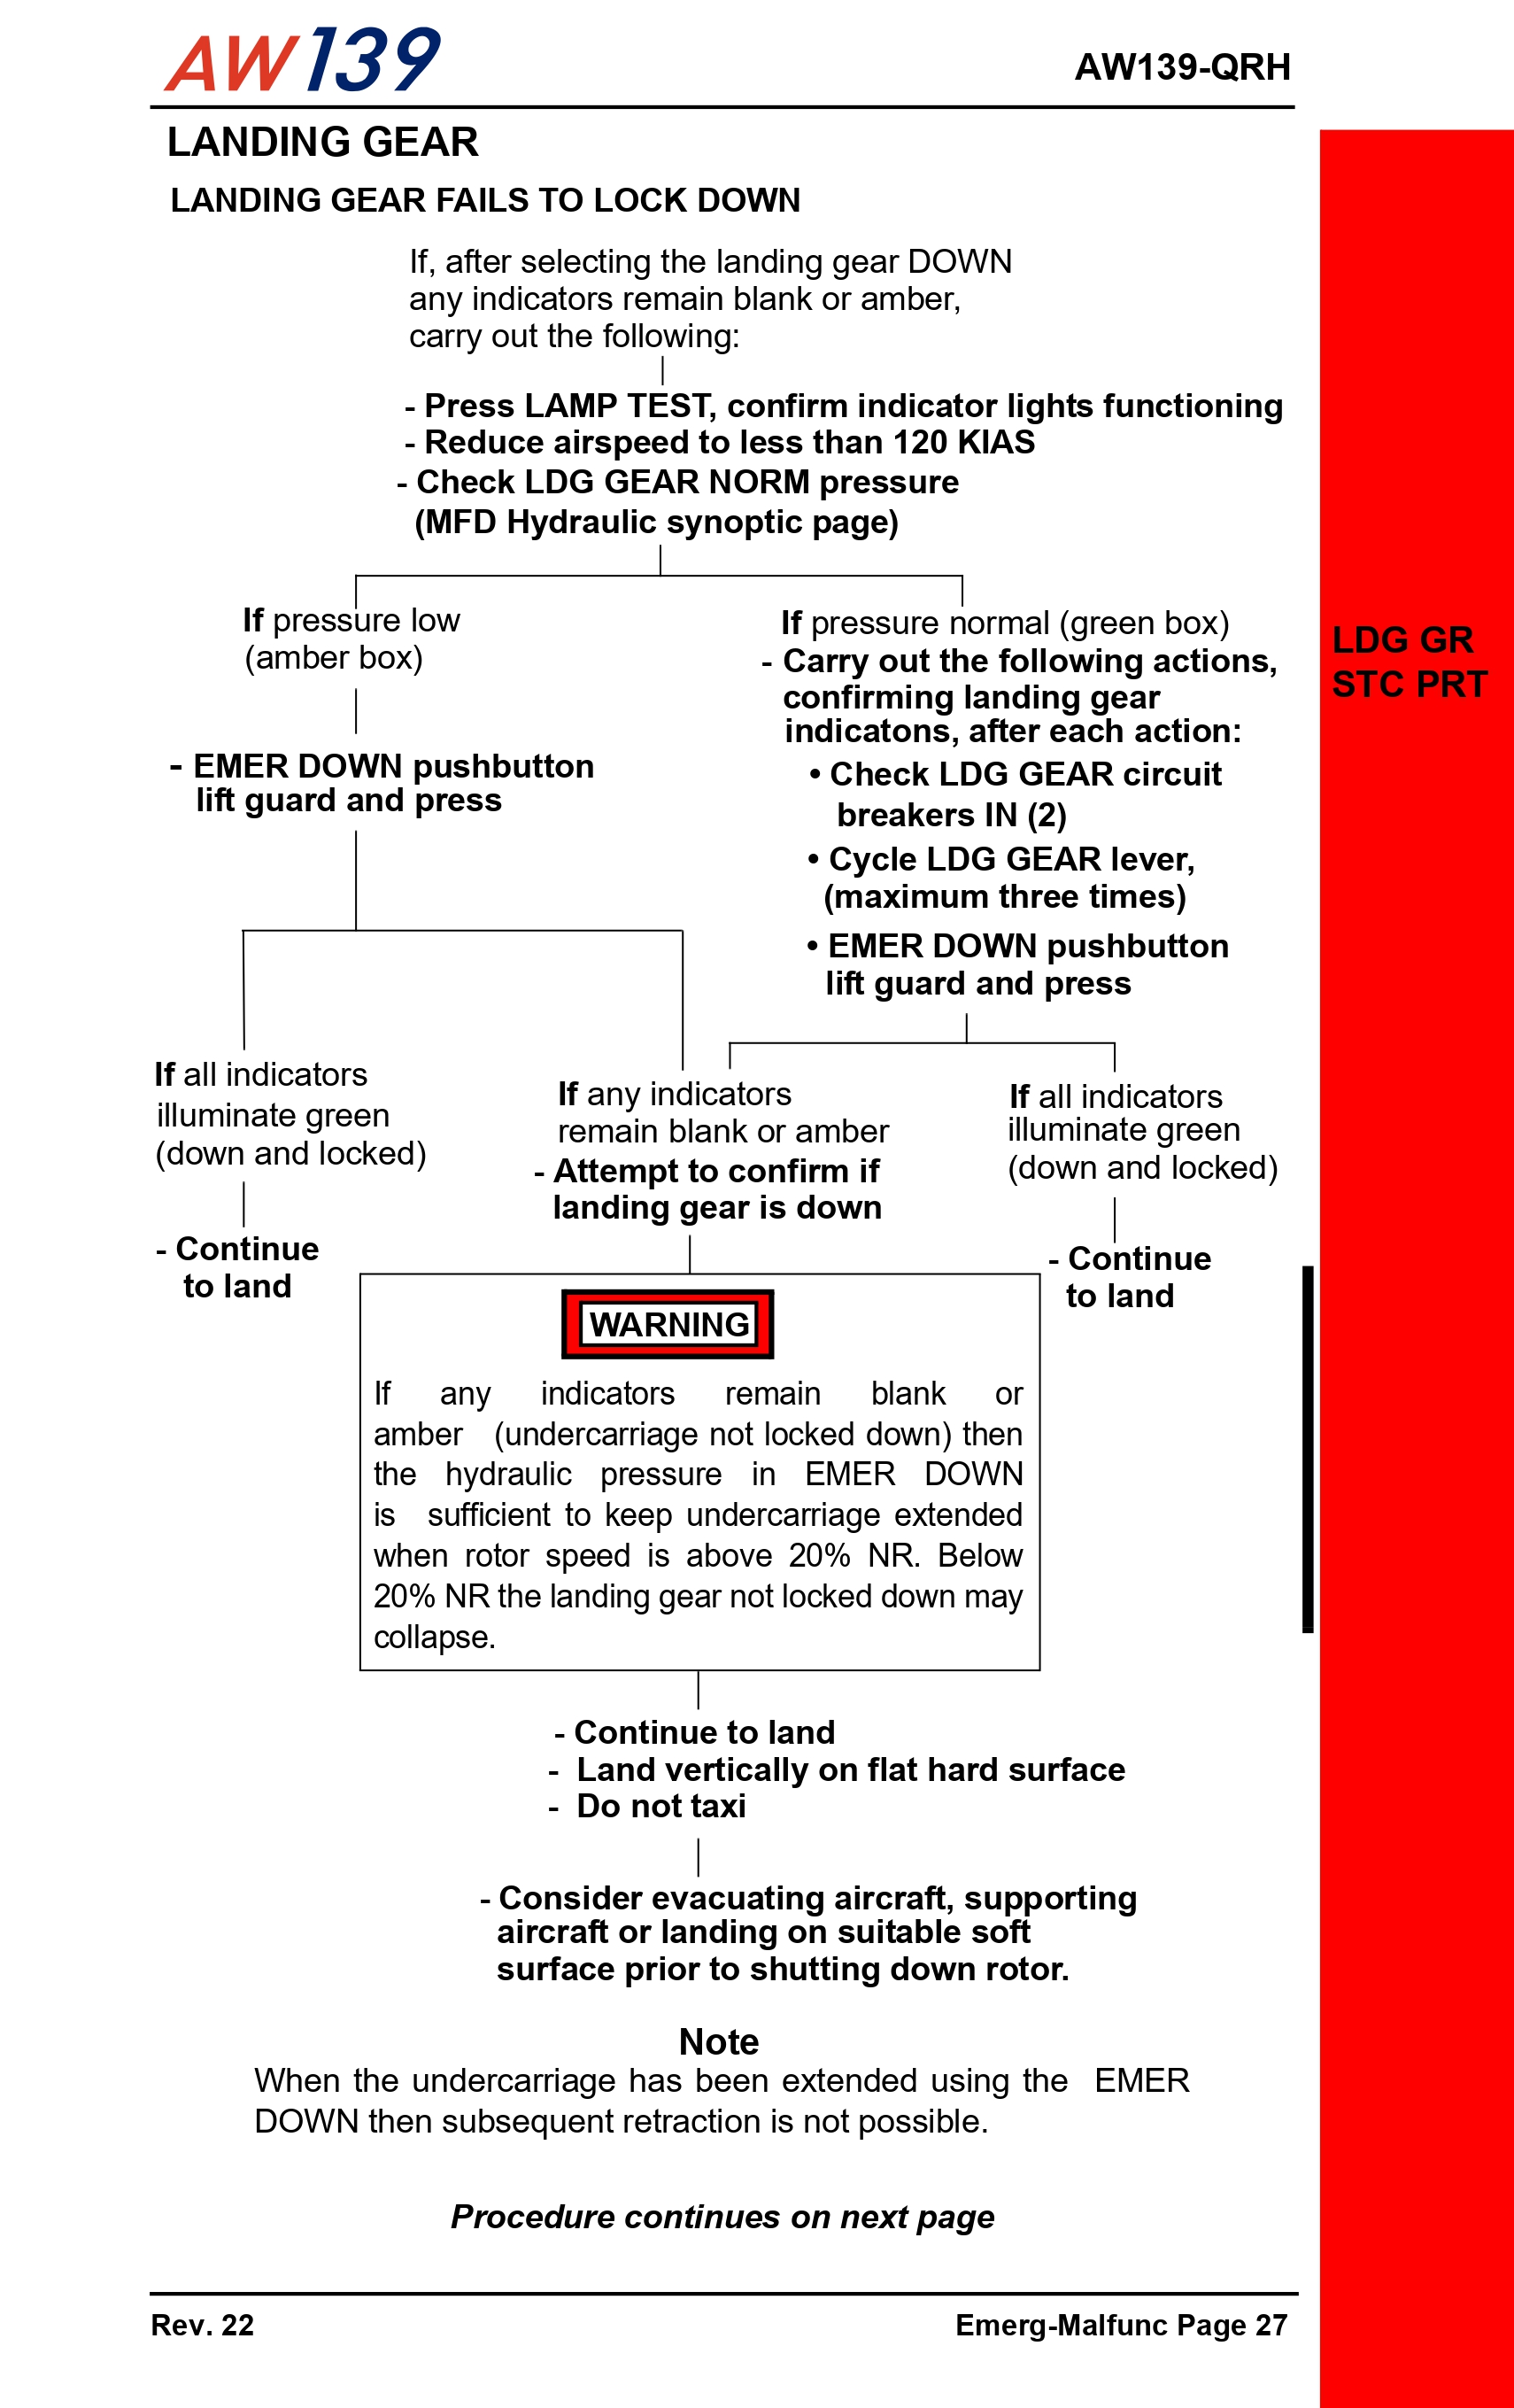 AW139
AW139-QRH
LANDING GEAR
LANDING GEAR FAILS TO LOCK DOWN
If, after selecting the landing gear DOWN
any indicators remain blank or amber,
carry out the following:
- Press LAMP TEST, confirm indicator lights functioning
- Reduce airspeed to less than 120 KIAS
- Check LDG GEAR NORM pressure
(MFD Hydraulic synoptic page)
If pressure low
(amber box)
- EMER DOWN pushbutton
lift guard and press
If pressure normal (green box)
- Carry out the following actions,
confirming landing gear
indicatons, after each action:
• Check LDG GEAR circuit
breakers IN (2)
• Cycle LDG GEAR lever,
(maximum three times)
• EMER DOWN pushbutton
lift guard and press
LDG GR
STC PRT
If all indicators
illuminate green
(down and locked)
- Continue
to land
If any indicators
remain blank or amber
- Attempt to confirm if
landing gear is down
If all indicators
illuminate green
(down and locked)
- Continue
to land
WARNING
If any indicators remain blank or
amber (undercarriage not locked down) then
the hydraulic pressure in EMER DOWN
is sufficient to keep undercarriage extended
when rotor speed is above 20% NR. Below
20% NR the landing gear not locked down may
collapse.
- Continue to land
- Land vertically on flat hard surface
- Do not taxi
- Consider evacuating aircraft, supporting
aircraft or landing on suitable soft
surface prior to shutting down rotor.
Note
When the undercarriage has been extended using the EMER
DOWN then subsequent retraction is not possible.
Procedure continues on next page
Rev. 22
Emerg-Malfunc Page 27